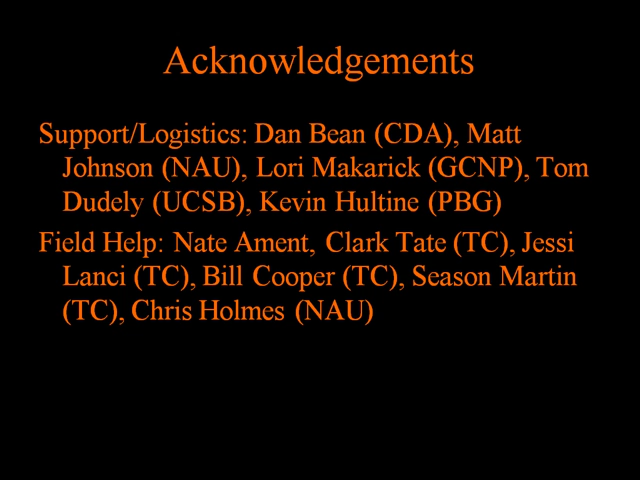 Acknowledgements
Support/Logistics: Dan Bean (CDA), Matt
Johnson (NAU), Lori Makarick (GCNP), Tom
Dudely (UCSB), Kevin Hultine (PBG)
Field Help: Nate Ament, Clark Tate (TC), Jessi
Lanci (TC), Bill Cooper (TC), Season Martin
(TC), Chris Holmes (NAU)